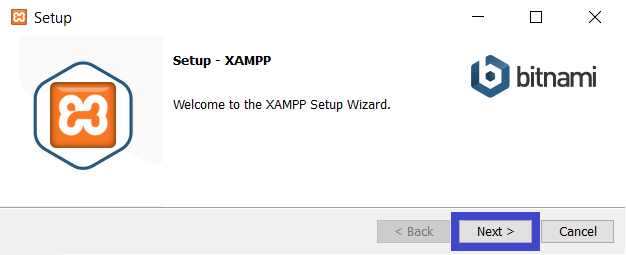 Setup
Setup - XAMPP
bitnami
Welcome to the XAMPP Setup Wizard.
< Back
Next >
Cancel